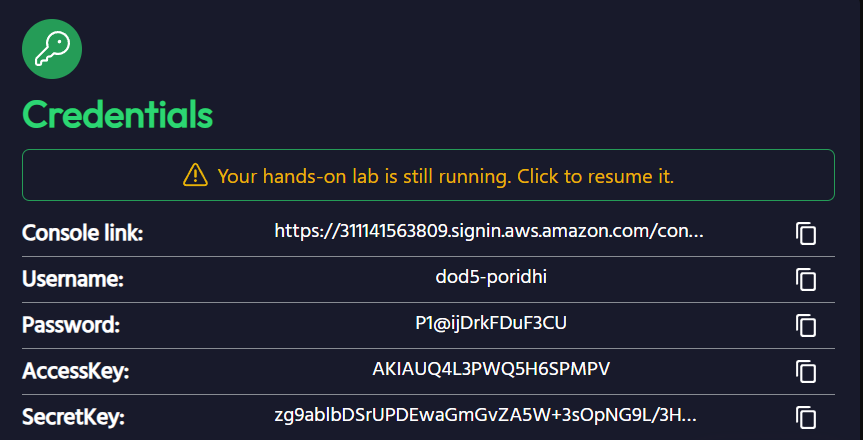 Credentials
Your hands-on lab is still running. Click to resume it.
Console link: https://311141563809.signin.aws.amazon.com/con...
Username: dod5-poridhi
Password: P1@ijDrkFDuF3CU
AccessKey: AKIAUQ4L3PWQ5H6SPMPV
SecretKey: zg9ablbDSrUPDEwaGmGvZA5W+3sOpNG9L/3H...